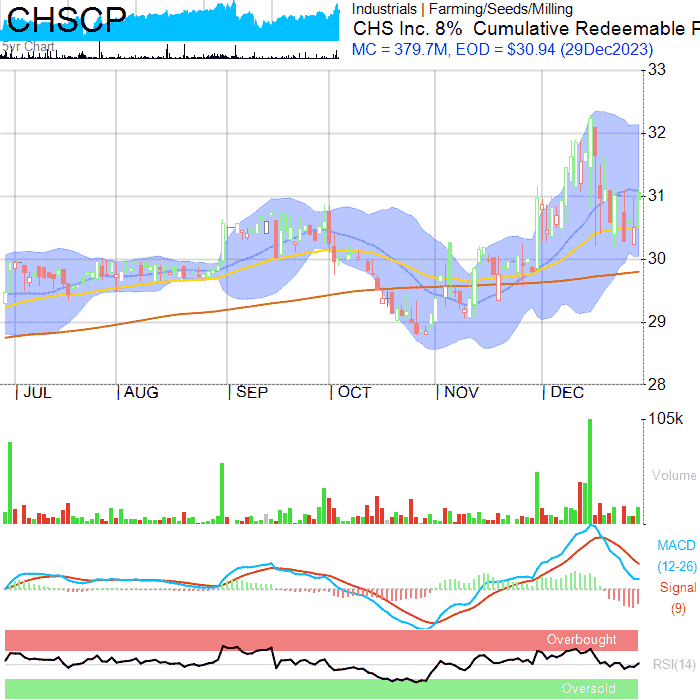 CHSCP
5yr Chart
Industrials | Farming/Seeds/Milling
CHS Inc. 8% Cumulative Redeemable P
MC = 379.7M, EOD = $30.94 (29Dec2023)
33
32
31
30
29
28
JUL AUG SEP OCT NOV DEC
105k
Volume
MACD
(12-26)
Signal
(9)
Overbought
RSI(14)
Oversold